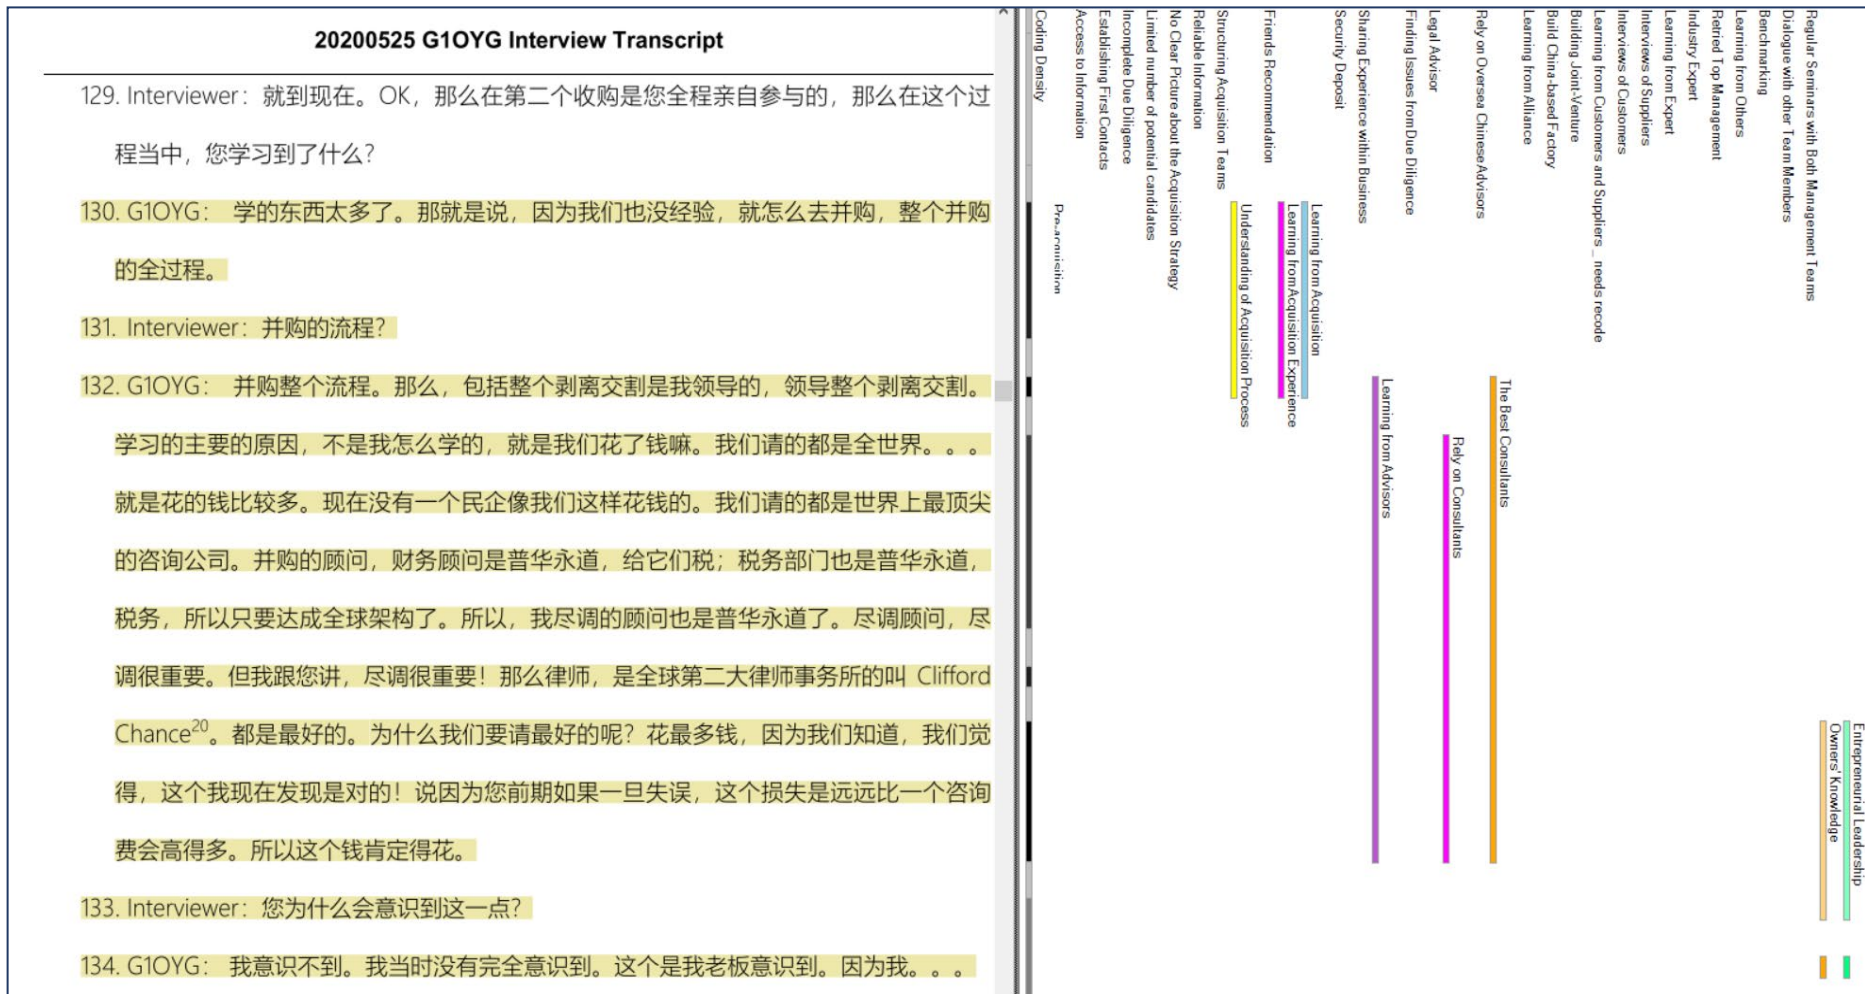 20200525 G1OYG Interview Transcript
129. Interviewer：就到现在。OK，那么在第二个收购是您全程亲自参与的，那么在这个过
程当中，您学习到了什么？
130. G1OYG： 学的东西太多了。那就是说，因为我们也没经验，就怎么去并购，整个并购
的全过程。
131. Interviewer：并购的流程？
132. G1OYG： 并购整个流程。那么，包括整个剥离交割是我领导的，领导整个剥离交割。
学习的主要的原因，不是我怎么学的，就是我们花了钱嘛。我们请的都是全世界。。。
就是花的钱比较多。现在没有一个民企像我们这样花钱的。我们请的都是世界上最顶尖
的咨询公司。并购的顾问，财务顾问是普华永道，给它们税；税务部门也是普华永道，
税务，所以只要达成全球架构了。所以，我尽调的顾问也是普华永道了。尽调顾问，尽
调很重要。但我跟您讲，尽调很重要！那么律师，是全球第二大律师事务所的叫 Clifford
Chance20。都是最好的。为什么我们要请最好的呢？花最多钱，因为我们知道，我们觉
得，这个我现在发现是对的！说因为您前期如果一旦失误，这个损失是远远比一个咨询
费会高得多。所以这个钱肯定得花。
133. Interviewer：您为什么会意识到这一点？
134. G1OYG： 我意识不到。我当时没有完全意识到。这个是我老板意识到。因为我。。。
Coding Density
Pre-acquisition
Access to Information
Establishing First Contacts
Incomplete Due Diligence
Limited number of potential candidates
No Clear Picture about the Acquisition Strategy
Reliable Information
Structuring Acquisition Teams
Understanding of Acquisition Process
Friends Recommendation
Learning from Acquisition Experience
Learning from Acquisition
Security Deposit
Sharing Experience within Business
Learning from Advisors
Finding Issues from Due Diligence
Legal Advisor
Rely on Consultants
Rely on Oversea Chinese Advisors
The Best Consultants
Learning from Alliance
Build China-based Factory
Building Joint-Venture
Learning from Customers and Suppliers _ needs recode
Interviews of Customers
Interviews of Suppliers
Learning from Expert
Industry Expert
Retried Top Management
Learning from Others
Benchmarking
Dialogue with other Team Members
Regular Seminars with Both Management Teams
Owners' Knowledge
Entrepreneurial Leadership